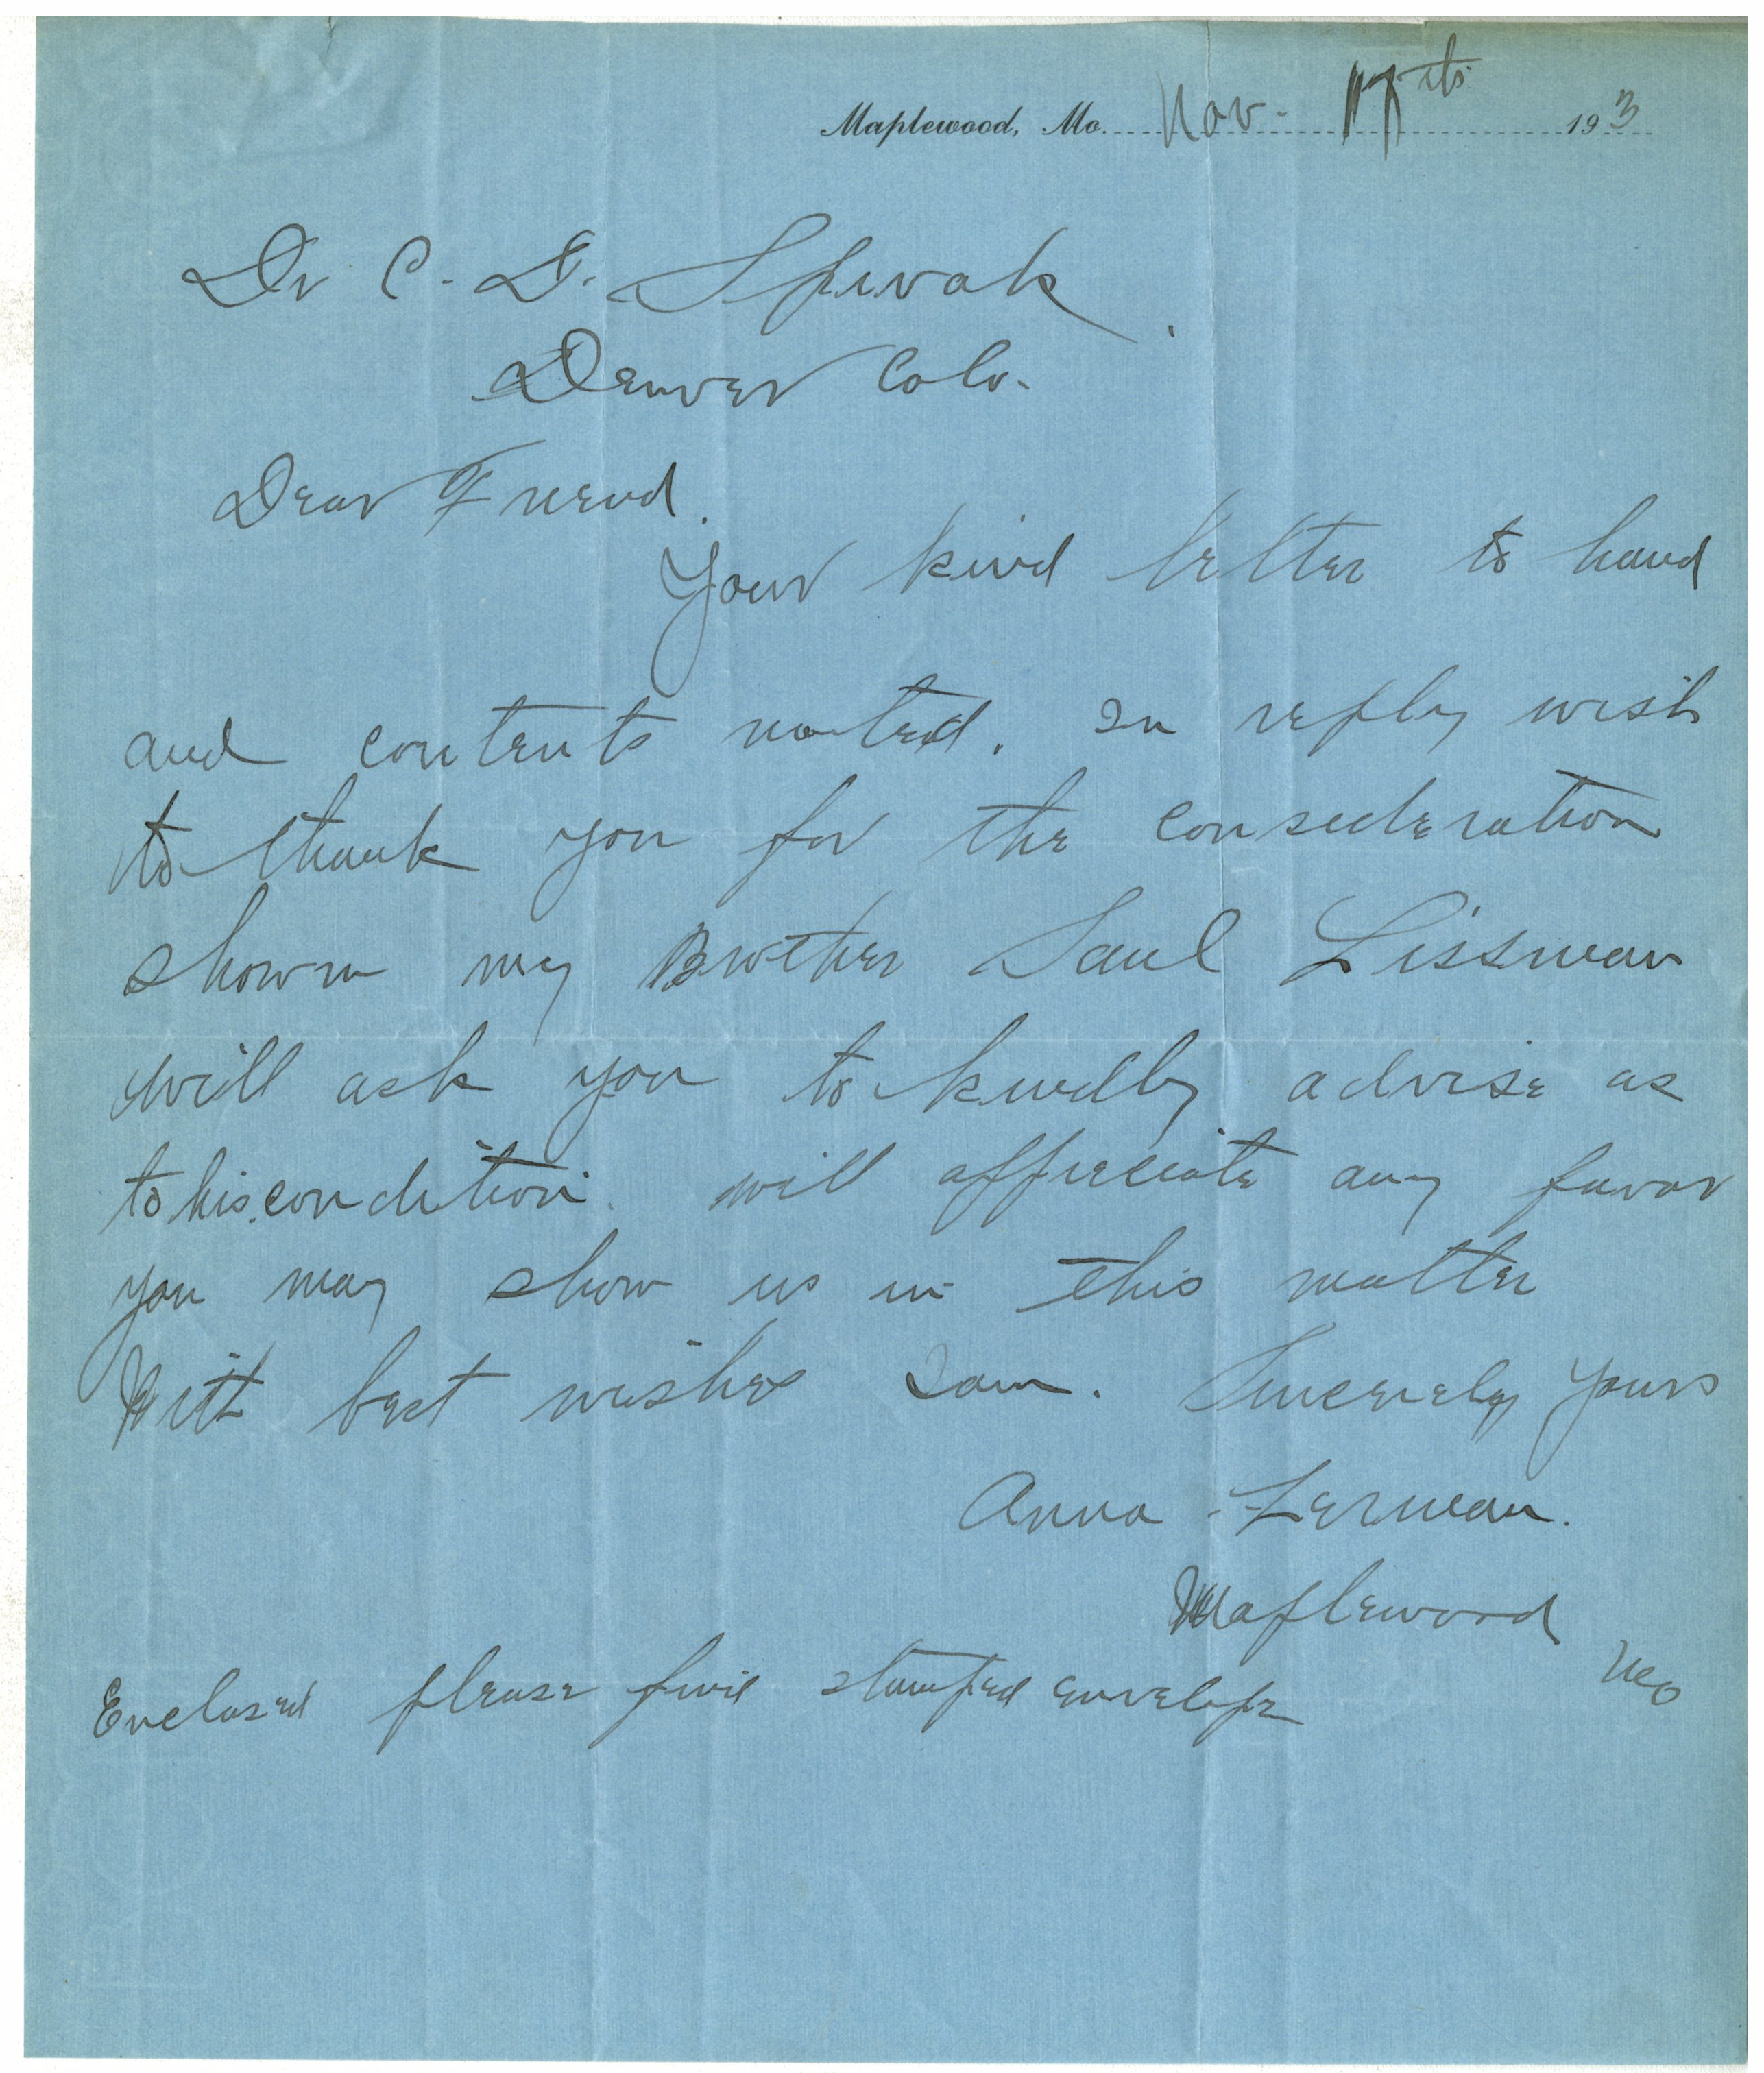 Maplewood, Mo. Nov. 17th 193
Dr C. D. Spivak.
Denver Colo.
Dear Friend.
Your kind letter to hand
and contents noted. In reply wish
to thank you for the consideration
shown my Brother Saul Lissman
will ask you to kindly advise as
to his condition. will appreciate any favor
you may show us in this matter
With best wishes I am. Sincerely yours
Anna Lerman.
Maplewood
Mo
Enclosed please find stamped envelope